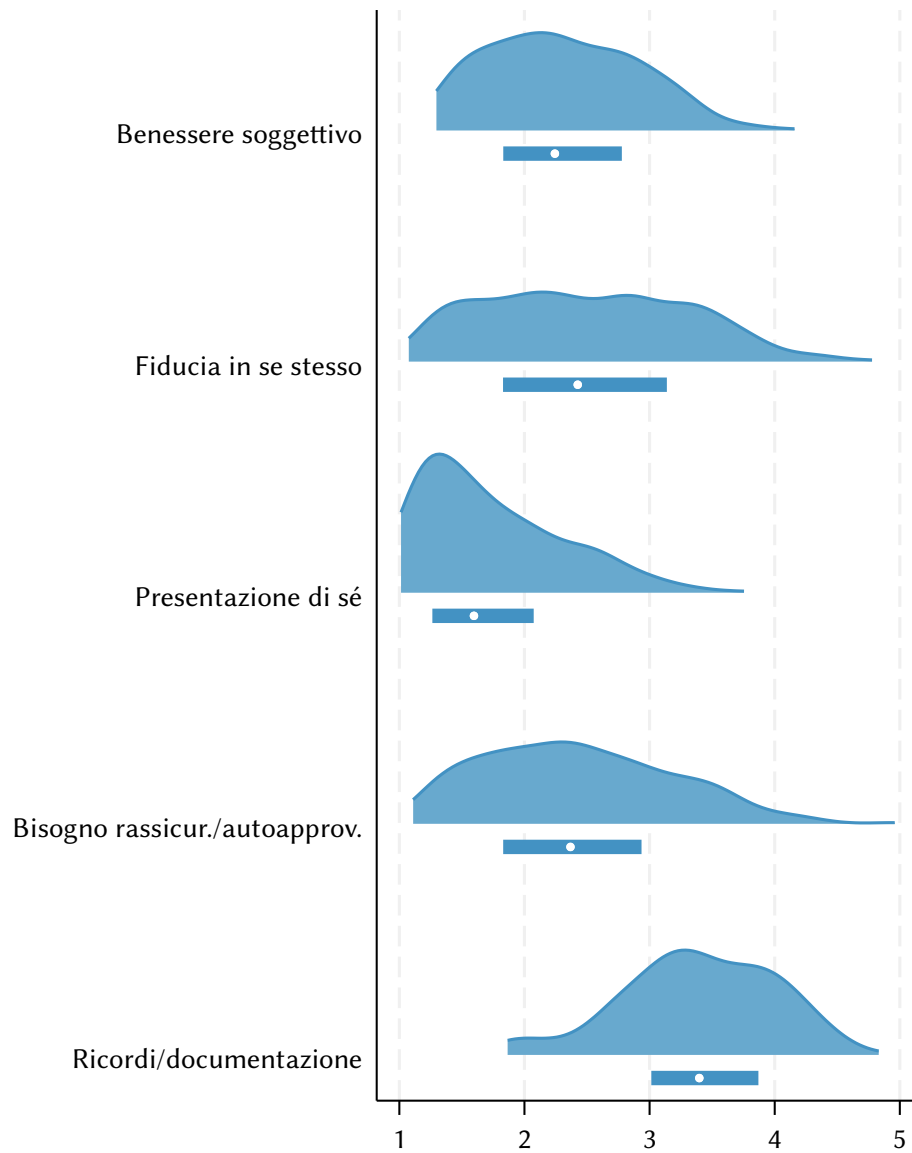 Benessere soggettivo
Fiducia in se stesso
Presentazione di sé
Bisogno rassicur./autoapprov.
Ricordi/documentazione
1 2 3 4 5